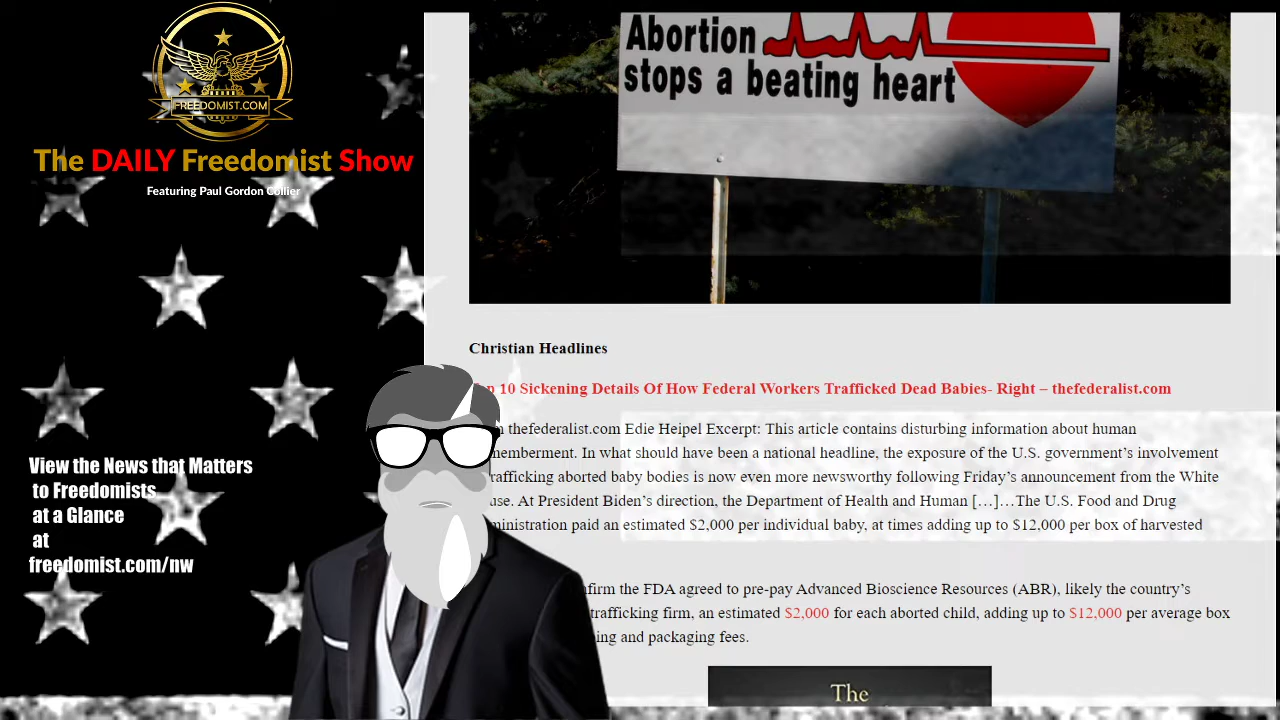 FREEDOMIST.COM
The DAILY Freedomist Show
Featuring Paul Gordon Collier
View the News that Matters
to Freedomists
at a Glance
at
freedomist.com/nw
Abortion
stops a beating heart
Christian Headlines
10 Sickening Details Of How Federal Workers Trafficked Dead Babies- Right – thefederalist.com
thefederalist.com Edie Heipel Excerpt: This article contains disturbing information about human
In what should have been a national headline, the exposure of the U.S. government’s involvement
aborted baby bodies is now even more newsworthy following Friday’s announcement from the White
At President Biden’s direction, the Department of Health and Human […]…The U.S. Food and Drug
paid an estimated $2,000 per individual baby, at times adding up to $12,000 per box of harvested
the FDA agreed to pre-pay Advanced Bioscience Resources (ABR), likely the country’s
trafficking firm, an estimated $2,000 for each aborted child, adding up to $12,000 per average box
and packaging fees.
The